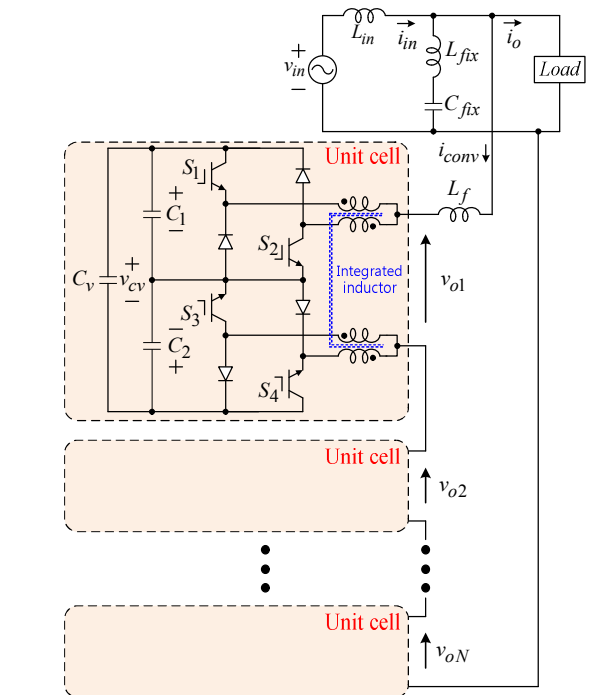 L_in
i_in
i_o
L_fix
v_in
+
−
Load
C_fix
i_conv
Unit cell
S_1
L_f
+
C_1
−
S_2
C_v
+
v_cv
−
Integrated
inductor
v_o1
S_3
−
C_2
+
S_4
Unit cell
v_o2
Unit cell
v_oN